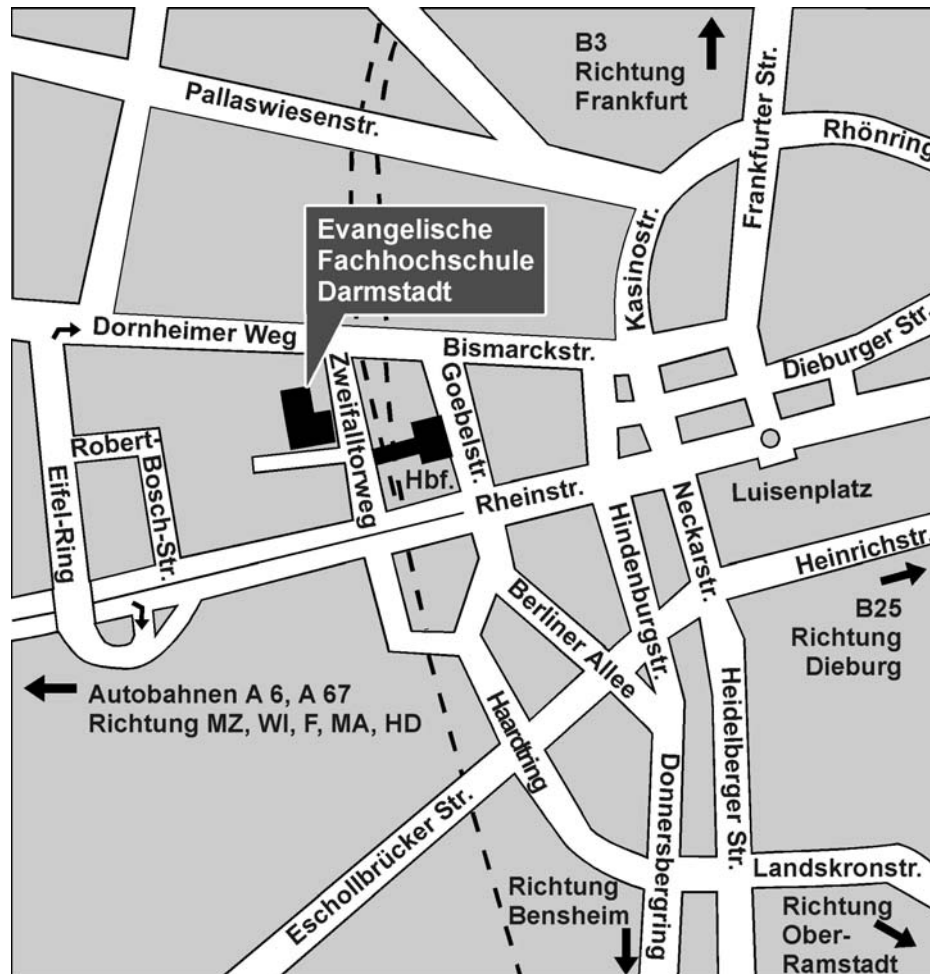 B3
Richtung
Frankfurt
Frankfurter Str.
Rhönring
Pallaswiesenstr.
Kasinostr.
Evangelische
Fachhochschule
Darmstadt
Dornheimer Weg
Bismarckstr.
Dieburger Str.
Zweifalltorweg
Goebelstr.
Robert-
Bosch-Str.
Eifel-Ring
Hbf.
Rheinstr.
Luisenplatz
Neckarstr.
Hindenburgstr.
Heinrichstr.
B25
Richtung
Dieburg
Berliner Allee
Autobahnen A 6, A 67
Richtung MZ, WI, F, MA, HD
Haardtring
Heidelberger Str.
Donnersbergring
Eschollbrücker Str.
Landskronstr.
Richtung
Bensheim
Richtung
Ober-
Ramstadt